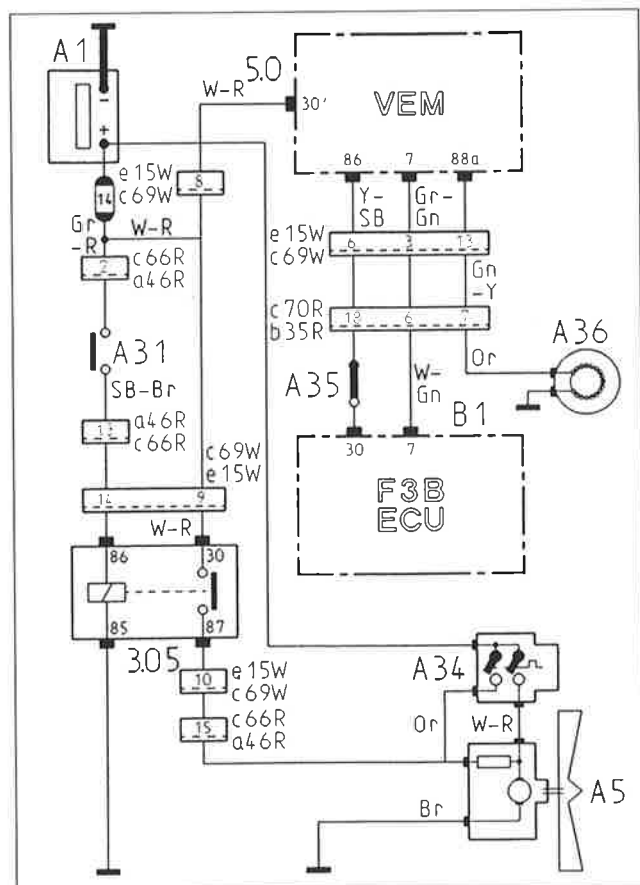 A1
5.0
VEM
W-R
30'
-
+
86
7
88a
e15W
c69W
14
8
Y-
SB
Gr-
Gn
Gr
-R
W-R
e15W
c69W
6
3
13
2
c66R
a46R
Gn
-Y
c70R
b35R
18
6
7
A36
A31
A35
Or
W-
Gn
SB-Br
B1
a46R
c66R
30
7
c69W
e15W
F3B
ECU
14
9
W-R
86
30
85
87
3.05
A34
10
e15W
c69W
15
c66R
a46R
Or
W-R
A5
Br